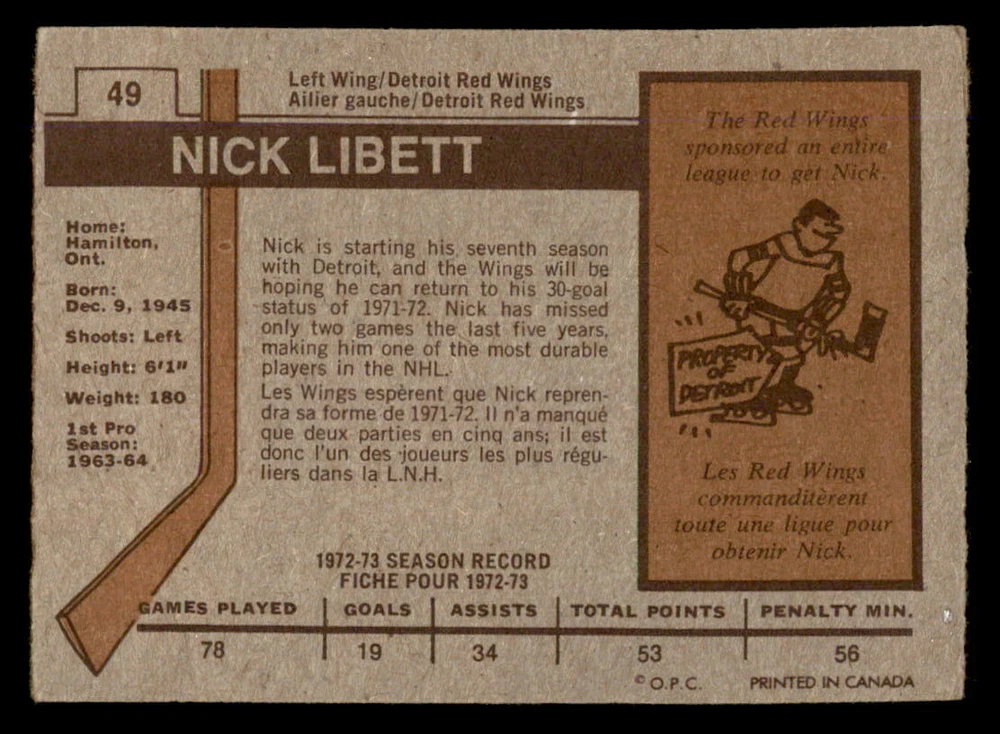 49
Left Wing/Detroit Red Wings
Ailier gauche/Detroit Red Wings
NICK LIBETT
Home:
Hamilton,
Ont.
Born:
Dec. 9, 1945
Shoots: Left
Height: 6'1"
Weight: 180
1st Pro
Season:
1963-64
Nick is starting his seventh season
with Detroit, and the Wings will be
hoping he can return to his 30-goal
status of 1971-72. Nick has missed
only two games the last five years,
making him one of the most durable
players in the NHL.
Les Wings espèrent que Nick repren-
dra sa forme de 1971-72. Il n'a manqué
que deux parties en cinq ans; il est
donc l'un des joueurs les plus régu-
liers dans la L.N.H.
The Red Wings
sponsored an entire
league to get Nick.
PROPERTY
OF
DETROIT
Les Red Wings
commanditèrent
toute une ligue pour
obtenir Nick.
1972-73 SEASON RECORD
FICHE POUR 1972-73
GAMES PLAYED GOALS ASSISTS TOTAL POINTS PENALTY MIN.
78 19 34 53 56
© O.P.C. PRINTED IN CANADA